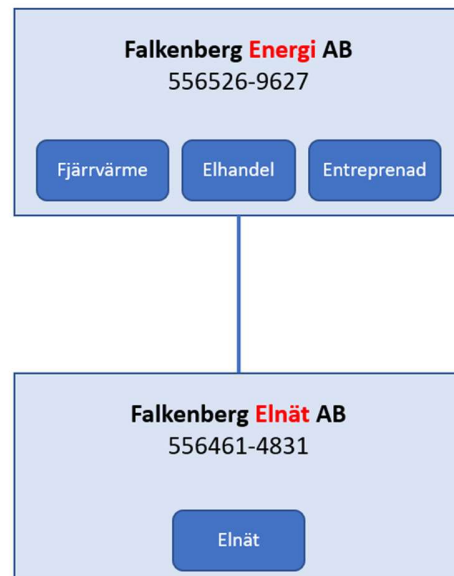 Falkenberg Energi AB
556526-9627
Fjärrvärme Elhandel Entreprenad
Falkenberg Elnät AB
556461-4831
Elnät